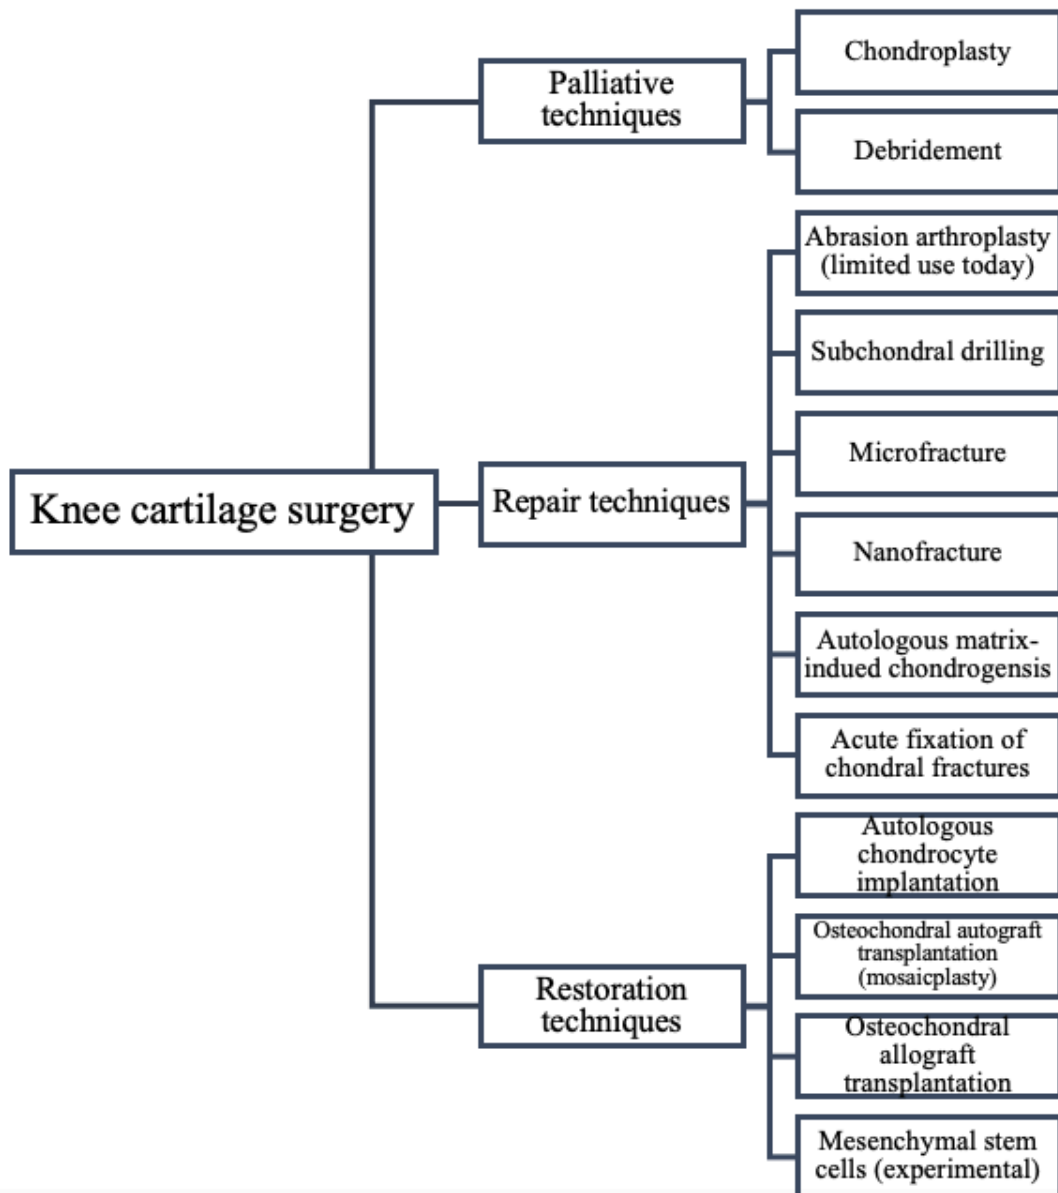 Knee cartilage surgery
Palliative
techniques
Chondroplasty
Debridement
Repair techniques
Abrasion arthroplasty
(limited use today)
Subchondral drilling
Microfracture
Nanofracture
Autologous matrix-
indued chondrogensis
Acute fixation of
chondral fractures
Restoration
techniques
Autologous
chondrocyte
implantation
Osteochondral autograft
transplantation
(mosaicplasty)
Osteochondral
allograft
transplantation
Mesenchymal stem
cells (experimental)